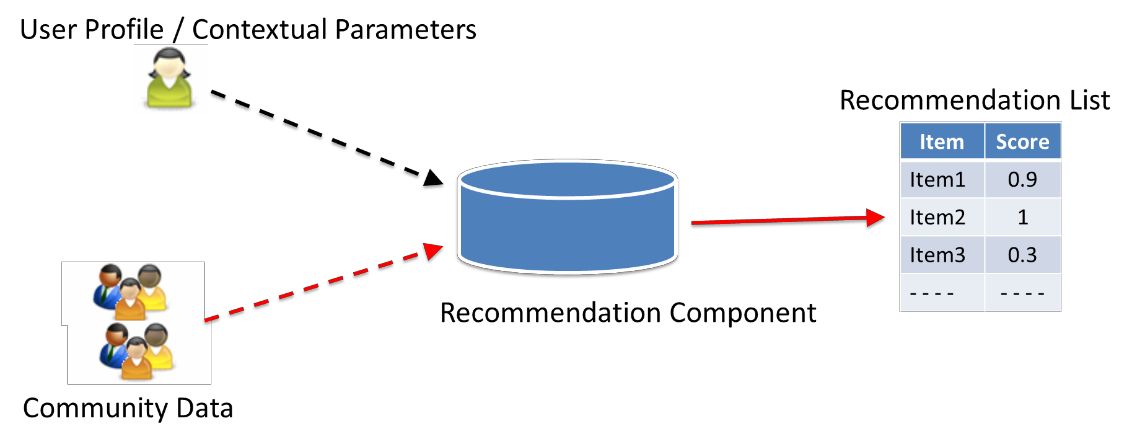 User Profile / Contextual Parameters
Recommendation List
Item Score
Item1 0.9
Item2 1
Item3 0.3
- - - - - - - -
Recommendation Component
Community Data